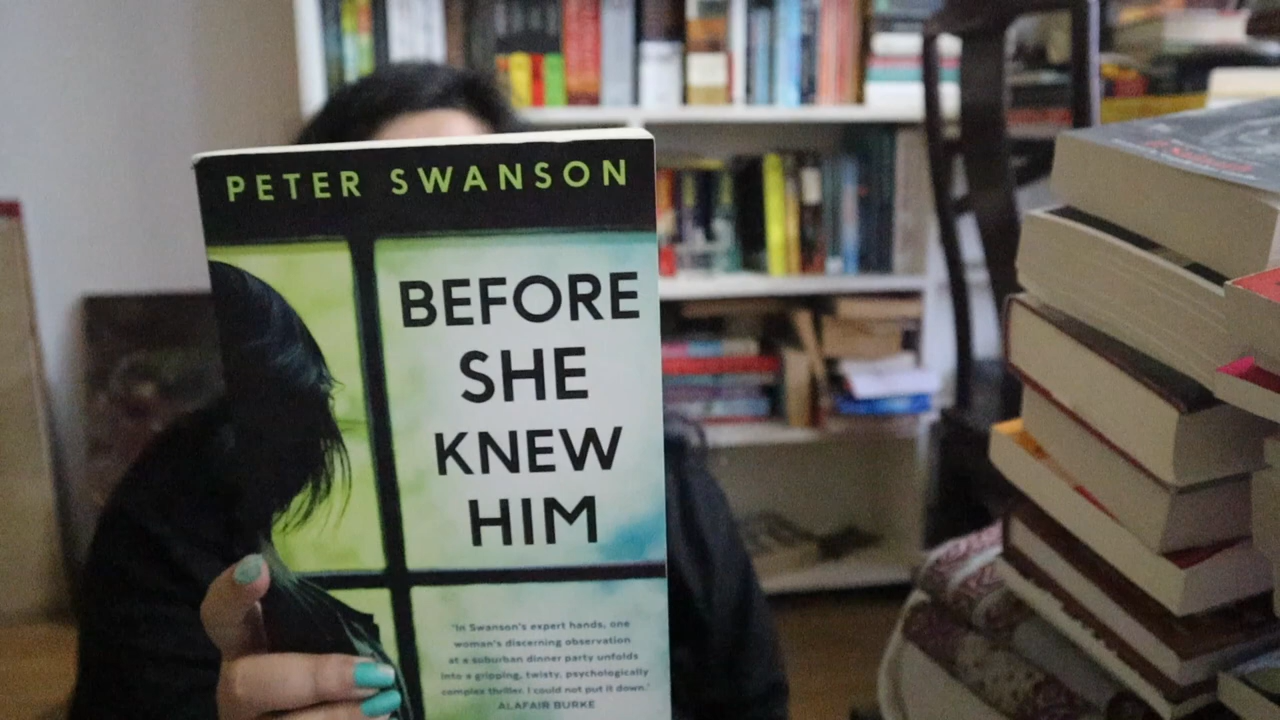 PETER SWANSON
BEFORE
SHE
KNEW
HIM
'In Swanson's expert hands, one
woman's discerning observation
at a suburban dinner party unfolds
into a gripping, twisty, psychologically
complex thriller. I could not put it down.'
ALAFAIR BURKE